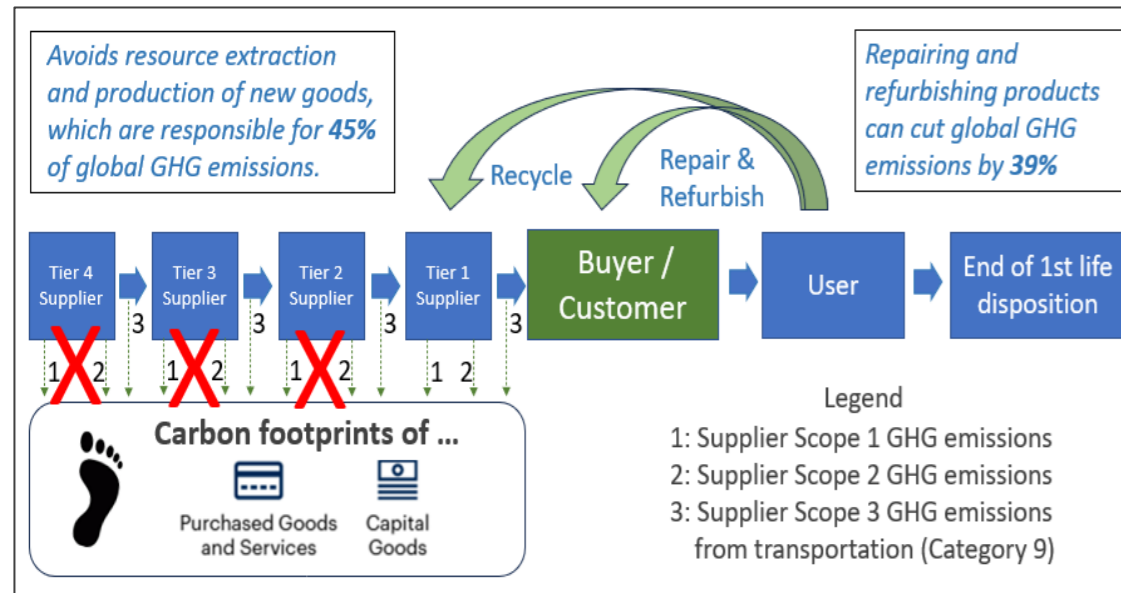 Avoids resource extraction
and production of new goods,
which are responsible for 45%
of global GHG emissions.
Repairing and
refurbishing products
can cut global GHG
emissions by 39%
Recycle
Repair &
Refurbish
Tier 4
Supplier
3
Tier 3
Supplier
3
Tier 2
Supplier
3
Tier 1
Supplier
3
Buyer /
Customer
User
End of 1st life
disposition
1
2
1
2
1
2
1
2
Carbon footprints of ...
Purchased Goods
and Services
Capital
Goods
Legend
1: Supplier Scope 1 GHG emissions
2: Supplier Scope 2 GHG emissions
3: Supplier Scope 3 GHG emissions
from transportation (Category 9)